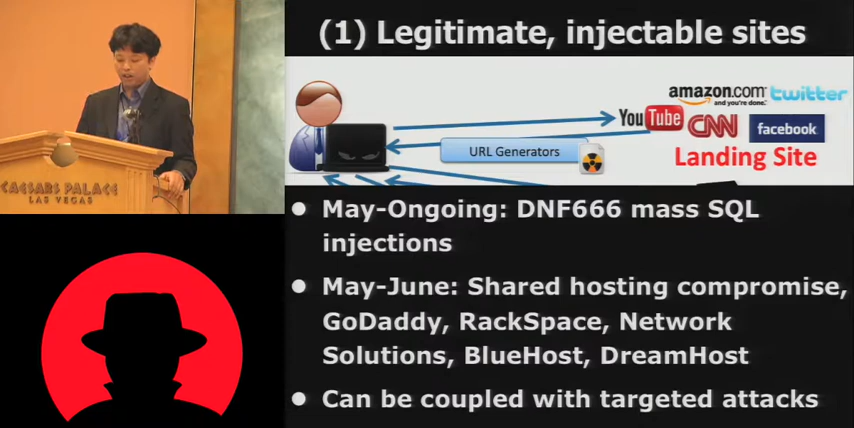 (1) Legitimate, injectable sites
amazon.com
and you're done.
twitter
YouTube
CNN
facebook
URL Generators
Landing Site
CAESARS PALACE
LAS VEGAS
● May-Ongoing: DNF666 mass SQL
injections
● May-June: Shared hosting compromise,
GoDaddy, RackSpace, Network
Solutions, BlueHost, DreamHost
● Can be coupled with targeted attacks